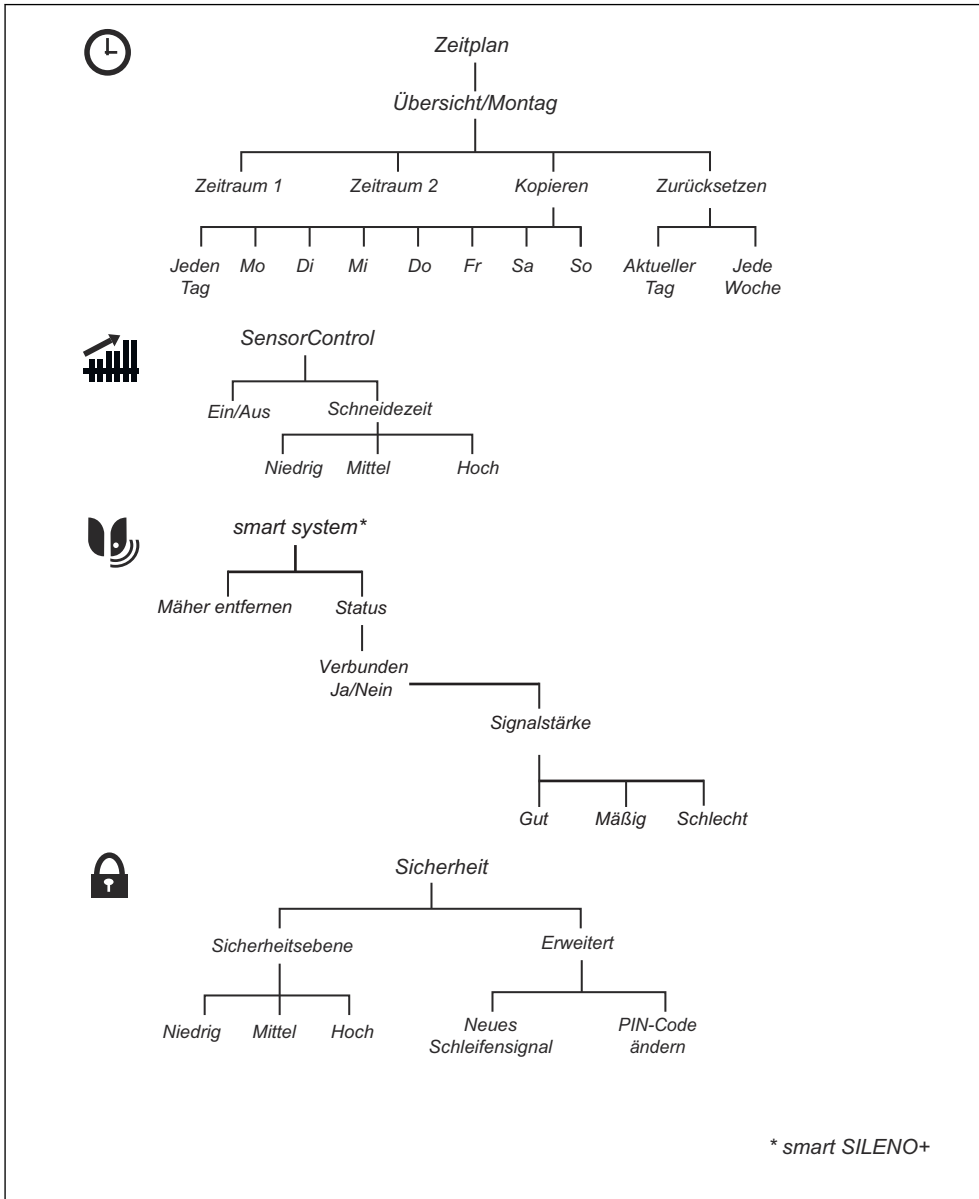 Zeitplan
Übersicht/Montag
Zeitraum 1 Zeitraum 2 Kopieren Zurücksetzen
Jeden Mo Di Mi Do Fr Sa So Aktueller Jede
Tag Tag Woche
SensorControl
Ein/Aus Schneidezeit
Niedrig Mittel Hoch
smart system*
Mäher entfernen Status
Verbunden
Ja/Nein
Signalstärke
Gut Mäßig Schlecht
Sicherheit
Sicherheitsebene Erweitert
Niedrig Mittel Hoch Neues PIN-Code
Schleifensignal ändern
* smart SILENO+